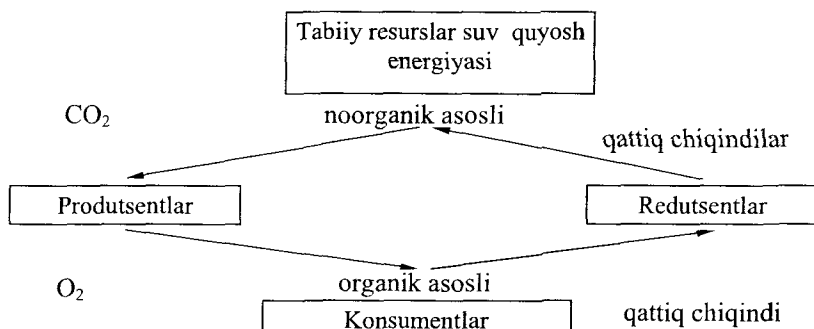 Tabiiy resurslar suv quyosh
energiyasi
CO₂
noorganik asosli
qattiq chiqindilar
Produtsentlar
Redutsentlar
O₂
organik asosli
Konsumentlar
qattiq chiqindi